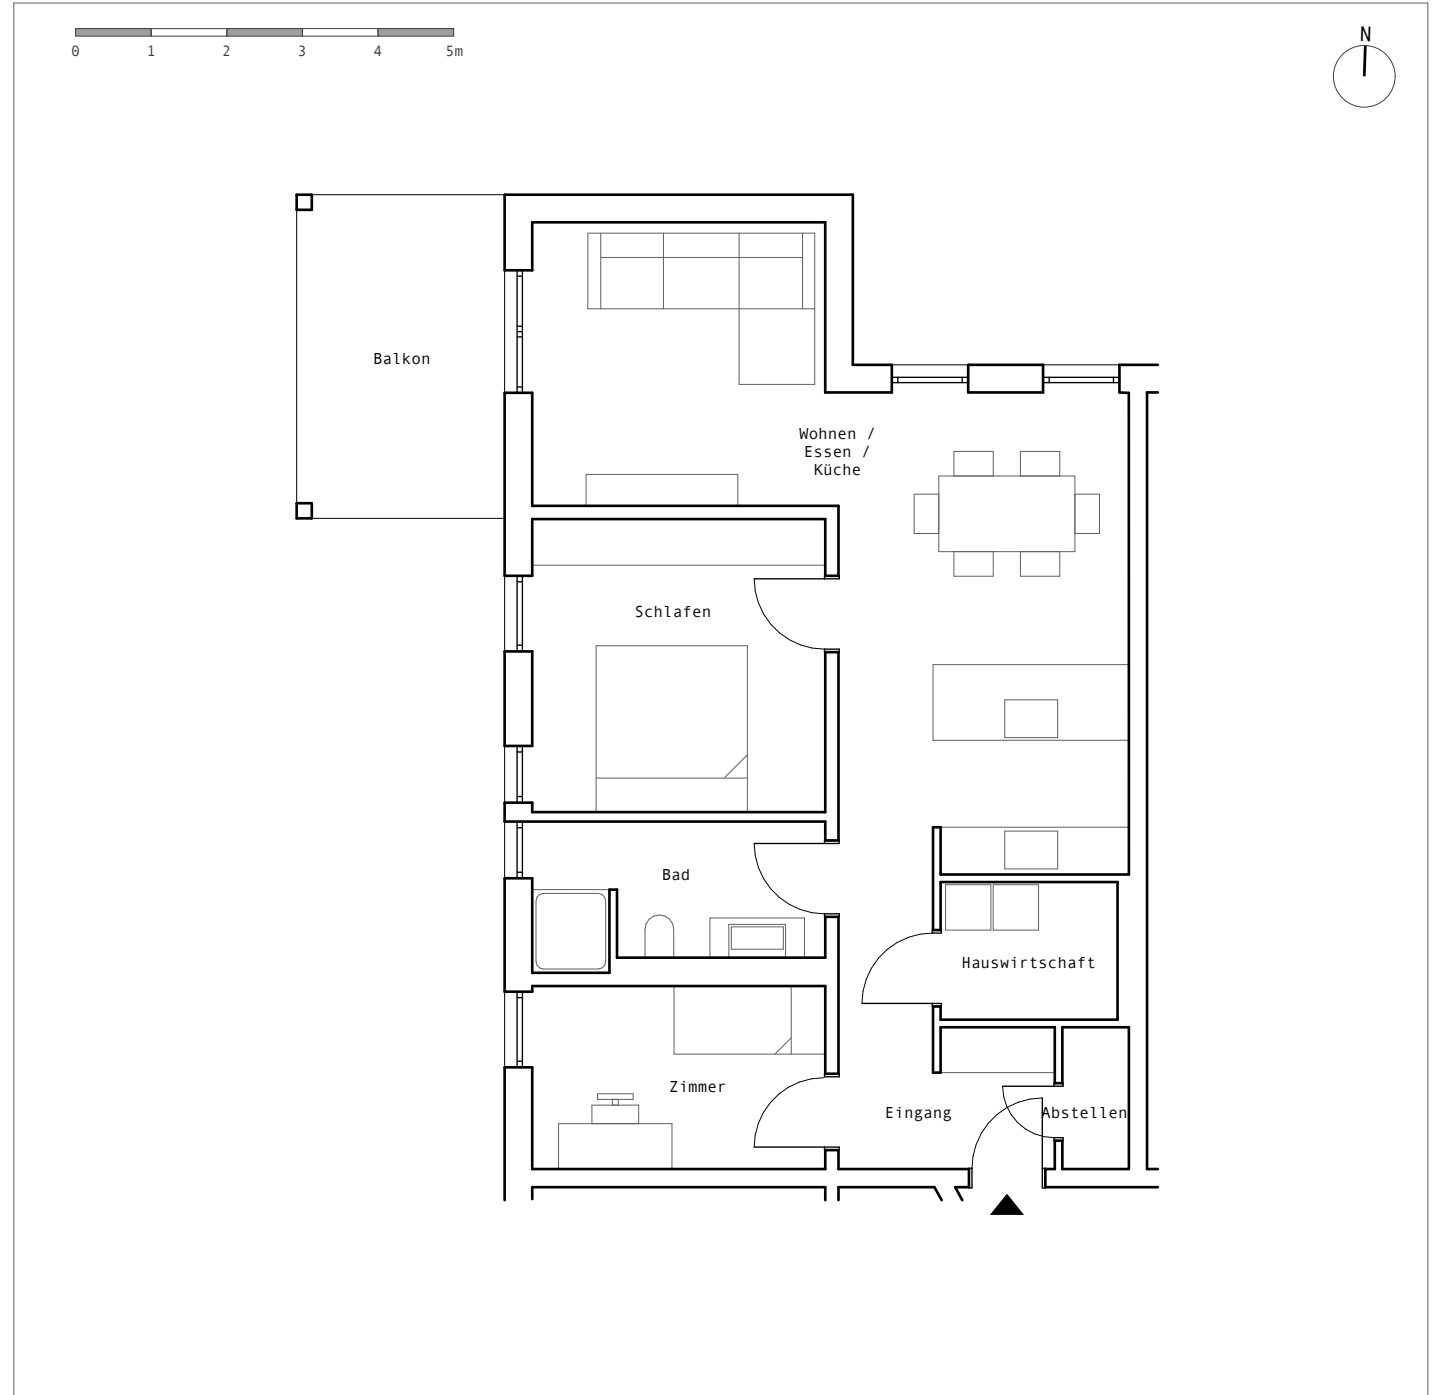 0 1 2 3 4 5m
N
Balkon
Wohnen /
Essen /
Küche
Schlafen
Bad
Hauswirtschaft
Zimmer
Eingang
Abstellen